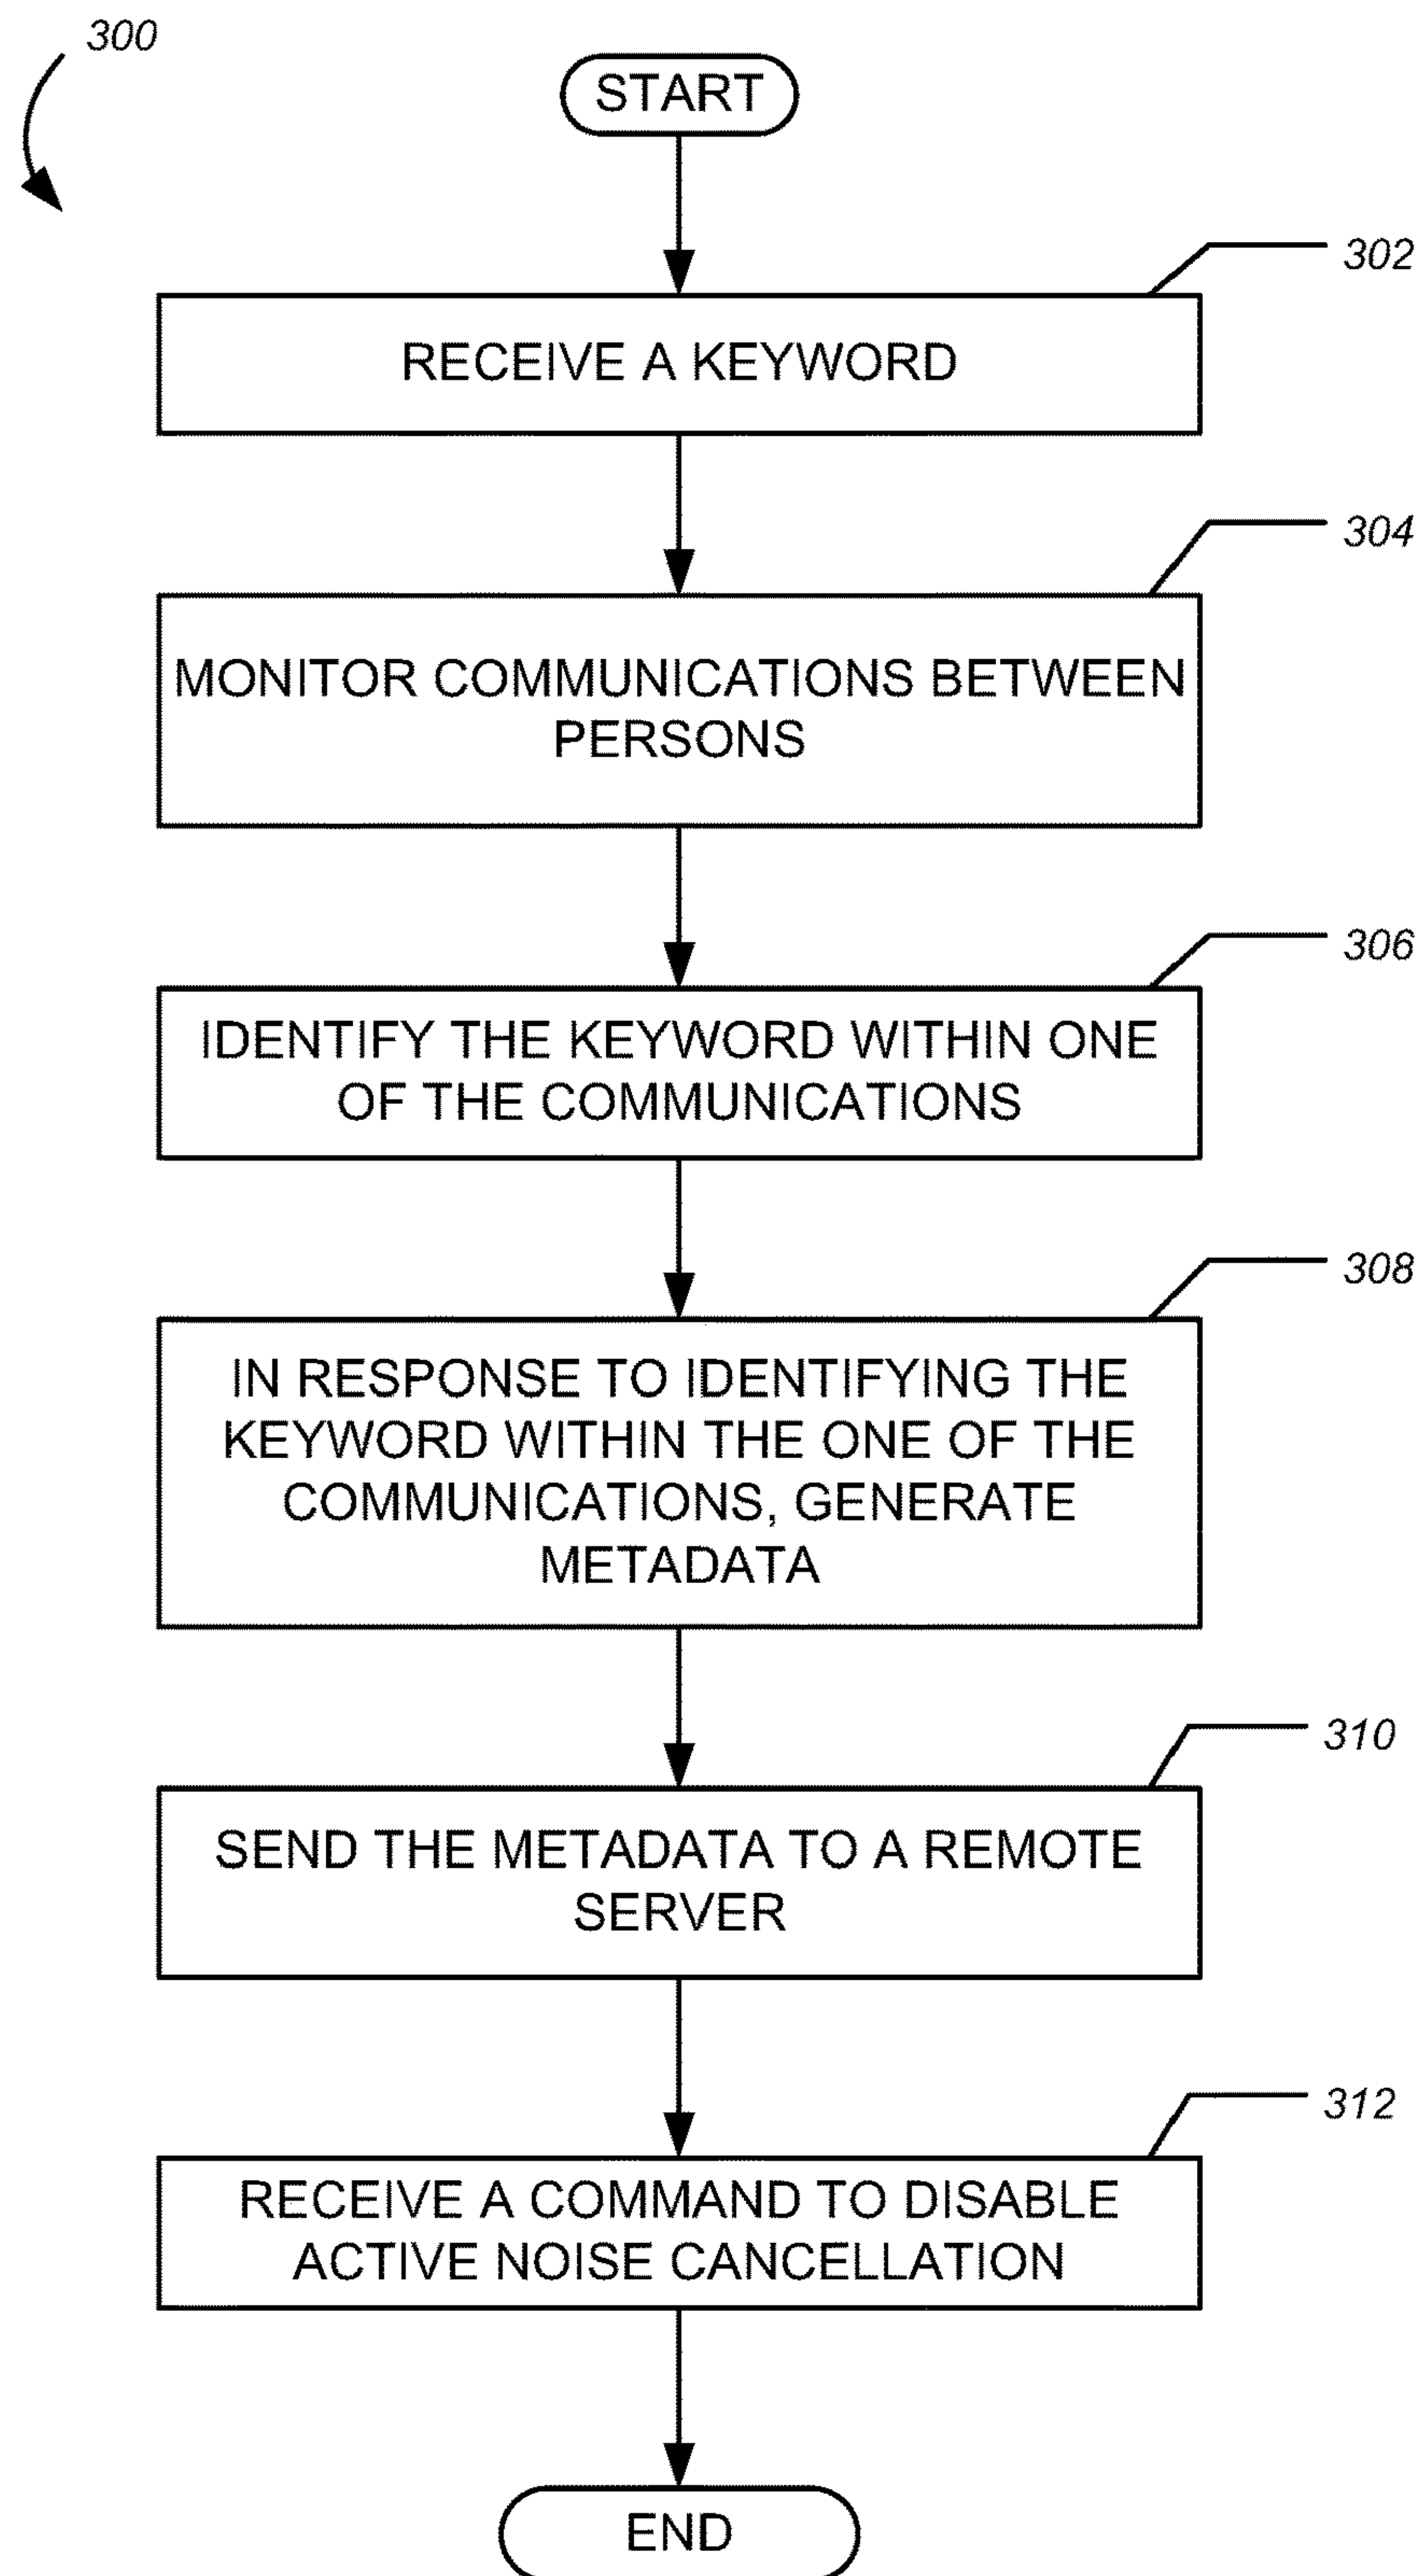 300
START
302
RECEIVE A KEYWORD
304
MONITOR COMMUNICATIONS BETWEEN
PERSONS
306
IDENTIFY THE KEYWORD WITHIN ONE
OF THE COMMUNICATIONS
308
IN RESPONSE TO IDENTIFYING THE
KEYWORD WITHIN THE ONE OF THE
COMMUNICATIONS, GENERATE
METADATA
310
SEND THE METADATA TO A REMOTE
SERVER
312
RECEIVE A COMMAND TO DISABLE
ACTIVE NOISE CANCELLATION
END